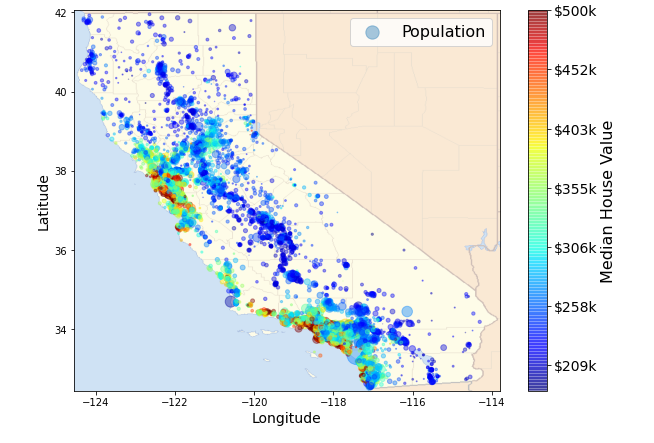 Population
42
40
38
36
34
Latitude
−124
−122
−120
−118
−116
−114
Longitude
$500k
$452k
$403k
$355k
$306k
$258k
$209k
Median House Value